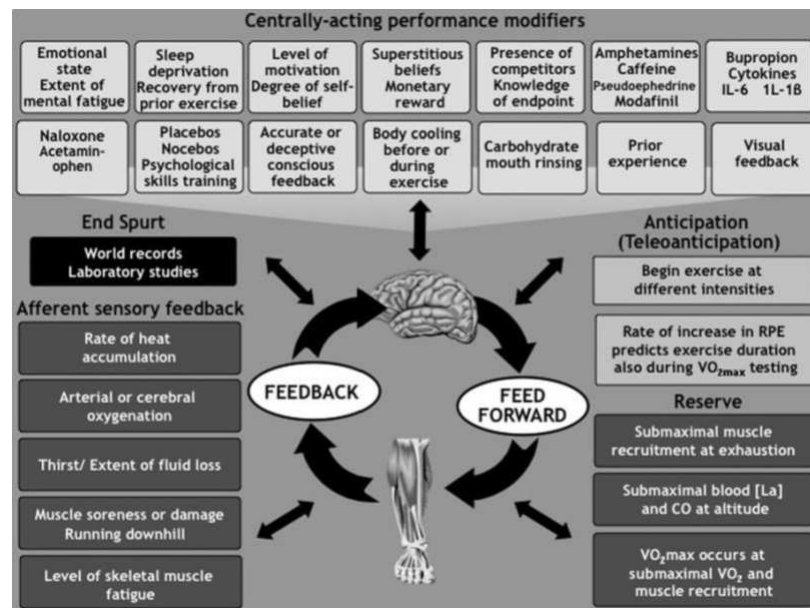 Centrally-acting performance modifiers
Emotional
state
Extent of
mental fatigue
Sleep
deprivation
Recovery from
prior exercise
Level of
motivation
Degree of self-
belief
Superstitious
beliefs
Monetary
reward
Presence of
competitors
Knowledge
of endpoint
Amphetamines
Caffeine
Pseudoephedrine
Modafinil
Bupropion
Cytokines
IL-6 1L-1ß
Naloxone
Acetamin-
ophen
Placebos
Nocebos
Psychological
skills training
Accurate or
deceptive
conscious
feedback
Body cooling
before or
during
exercise
Carbohydrate
mouth rinsing
Prior
experience
Visual
feedback
End Spurt
World records
Laboratory studies
Afferent sensory feedback
Rate of heat
accumulation
Arterial or cerebral
oxygenation
Thirst/ Extent of fluid loss
Muscle soreness or damage
Running downhill
Level of skeletal muscle
fatigue
FEEDBACK
FEED
FORWARD
Anticipation
(Teleoanticipation)
Begin exercise at
different intensities
Rate of increase in RPE
predicts exercise duration
also during VO₂max testing
Reserve
Submaximal muscle
recruitment at exhaustion
Submaximal blood [La]
and CO at altitude
VO₂max occurs at
submaximal VO₂ and
muscle recruitment